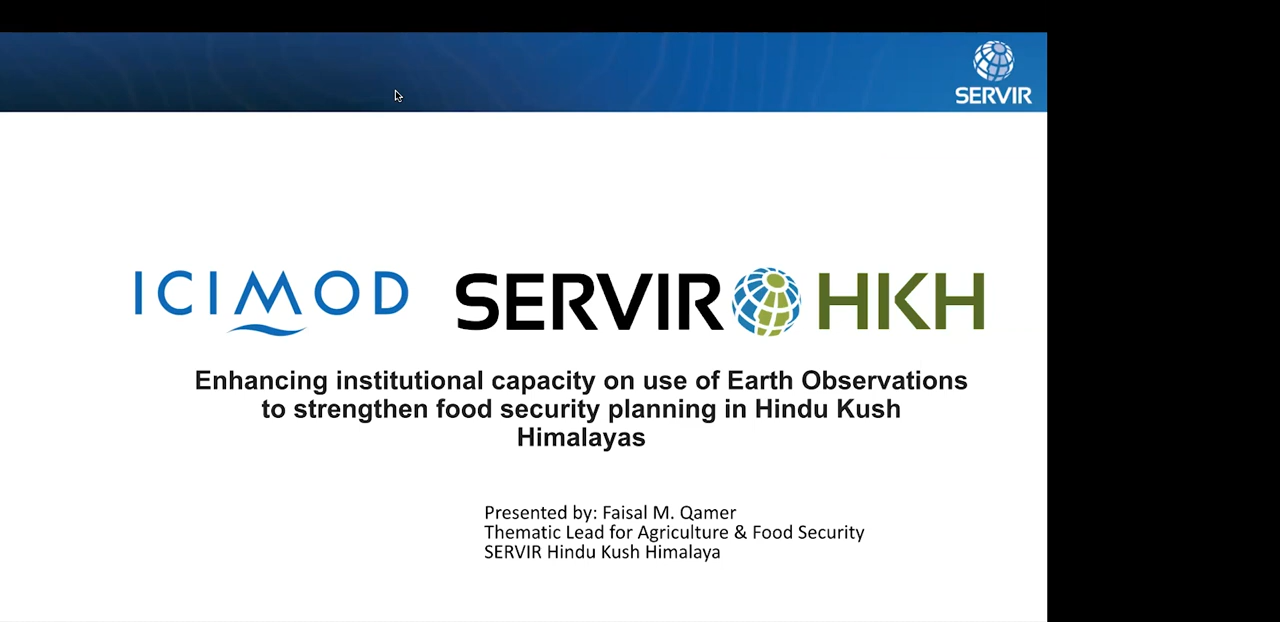 SERVIR
ICIMOD
SERVIR HKH
Enhancing institutional capacity on use of Earth Observations
to strengthen food security planning in Hindu Kush
Himalayas
Presented by: Faisal M. Qamer
Thematic Lead for Agriculture & Food Security
SERVIR Hindu Kush Himalaya